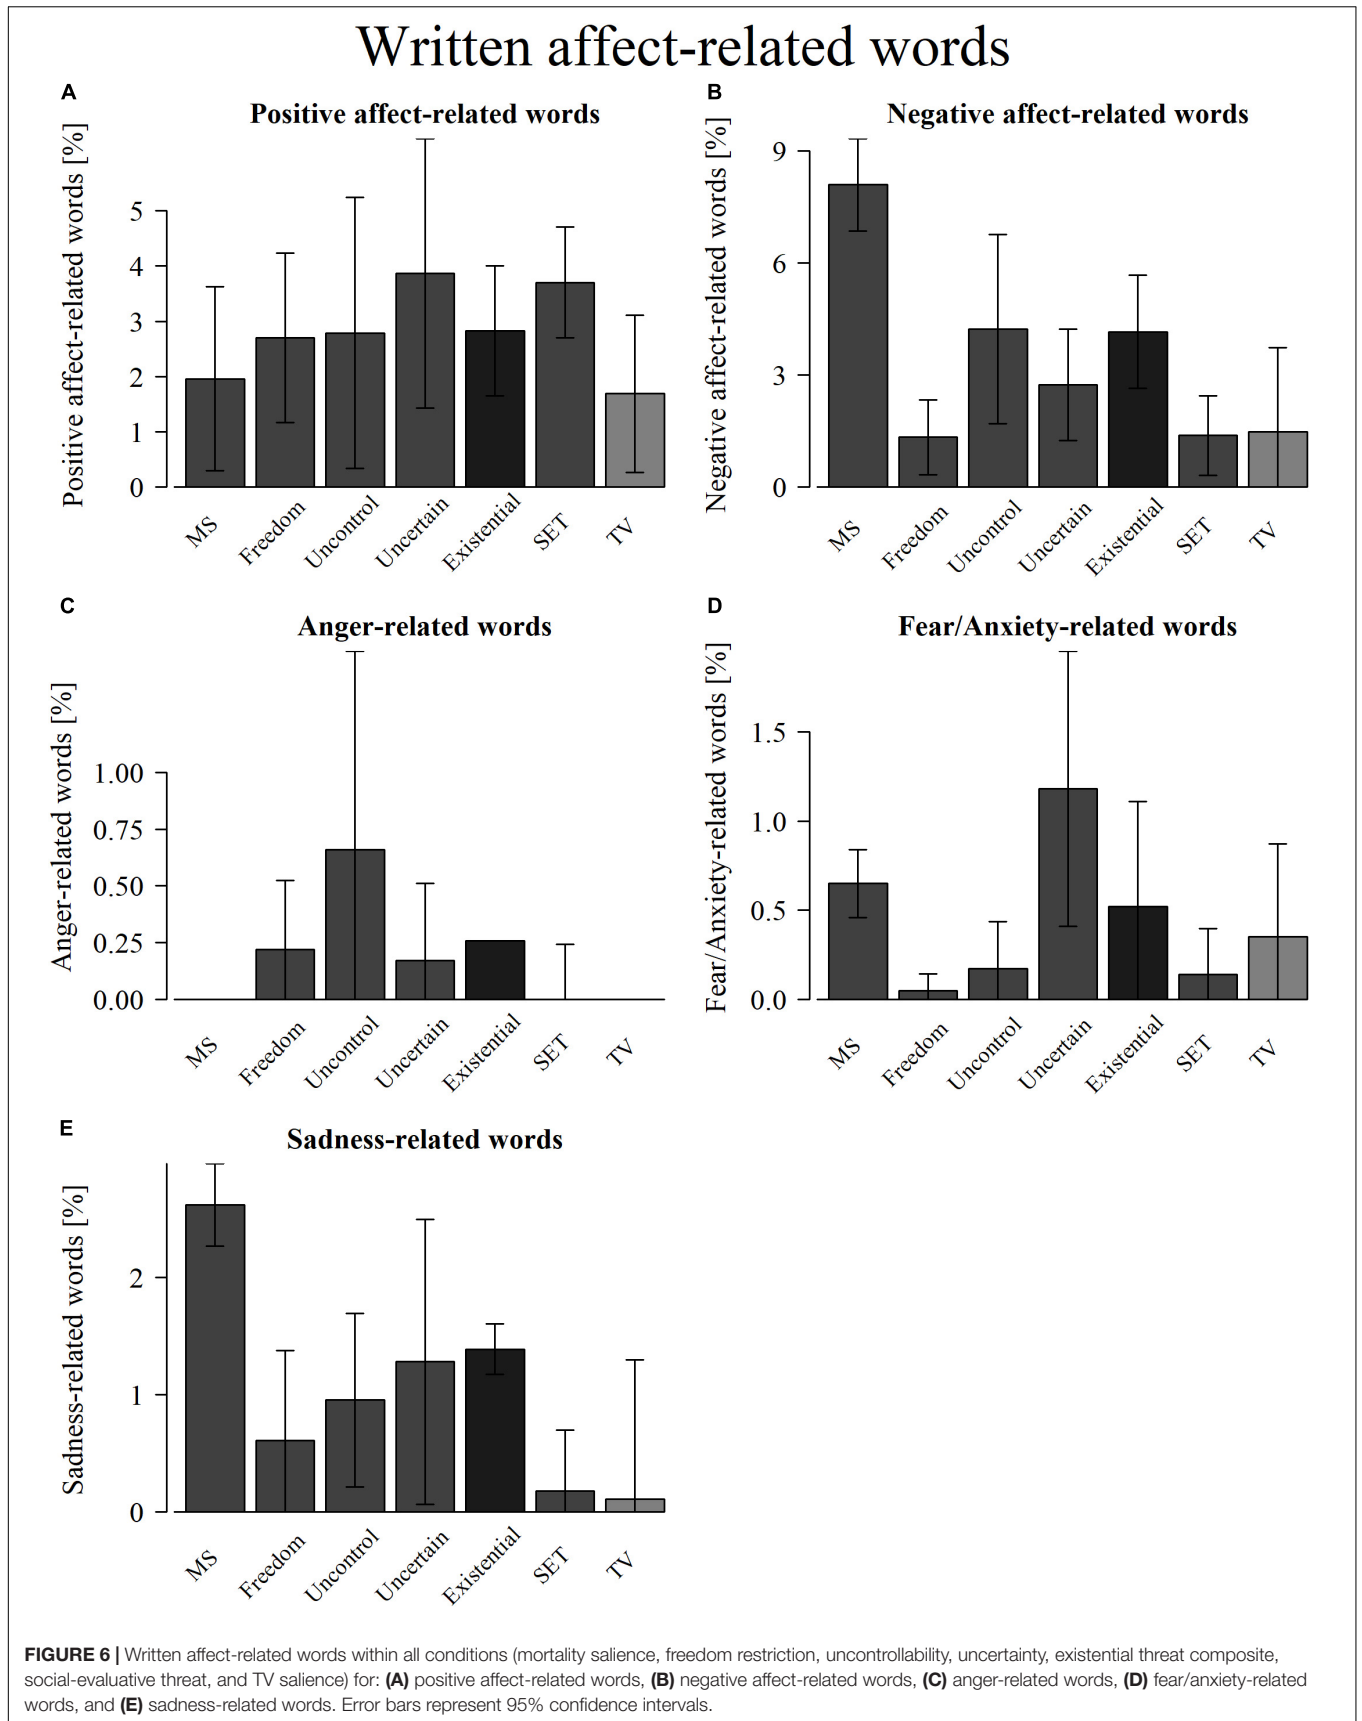 Written affect-related words
A
Positive affect-related words
Positive affect-related words [%]
5
4
3
2
1
0
MS
Freedom
Uncontrol
Uncertain
Existential
SET
TV
B
Negative affect-related words
Negative affect-related words [%]
9
6
3
0
MS
Freedom
Uncontrol
Uncertain
Existential
SET
TV
C
Anger-related words
Anger-related words [%]
1.00
0.75
0.50
0.25
0.00
MS
Freedom
Uncontrol
Uncertain
Existential
SET
TV
D
Fear/Anxiety-related words
Fear/Anxiety-related words [%]
1.5
1.0
0.5
0.0
MS
Freedom
Uncontrol
Uncertain
Existential
SET
TV
E
Sadness-related words
Sadness-related words [%]
2
1
0
MS
Freedom
Uncontrol
Uncertain
Existential
SET
TV
FIGURE 6 | Written affect-related words within all conditions (mortality salience, freedom restriction, uncontrollability, uncertainty, existential threat composite,
social-evaluative threat, and TV salience) for: (A) positive affect-related words, (B) negative affect-related words, (C) anger-related words, (D) fear/anxiety-related
words, and (E) sadness-related words. Error bars represent 95% confidence intervals.